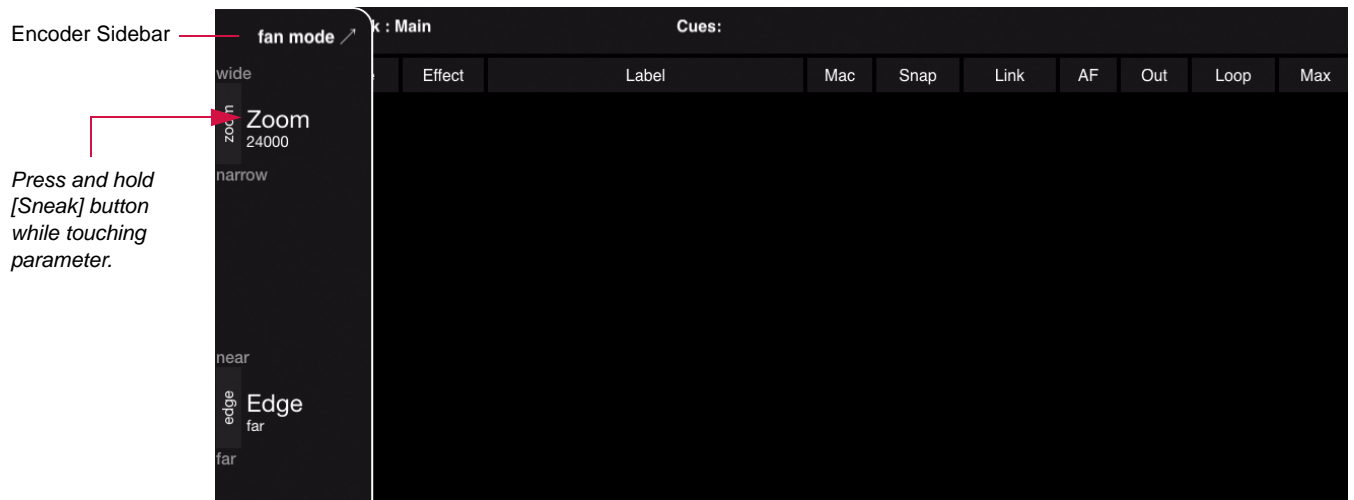 Encoder Sidebar
fan mode
k : Main
Cues:
wide
Effect
Label
Mac
Snap
Link
AF
Out
Loop
Max
zoom
Zoom
24000
narrow
Press and hold
[Sneak] button
while touching
parameter.
near
edge
Edge
far
far